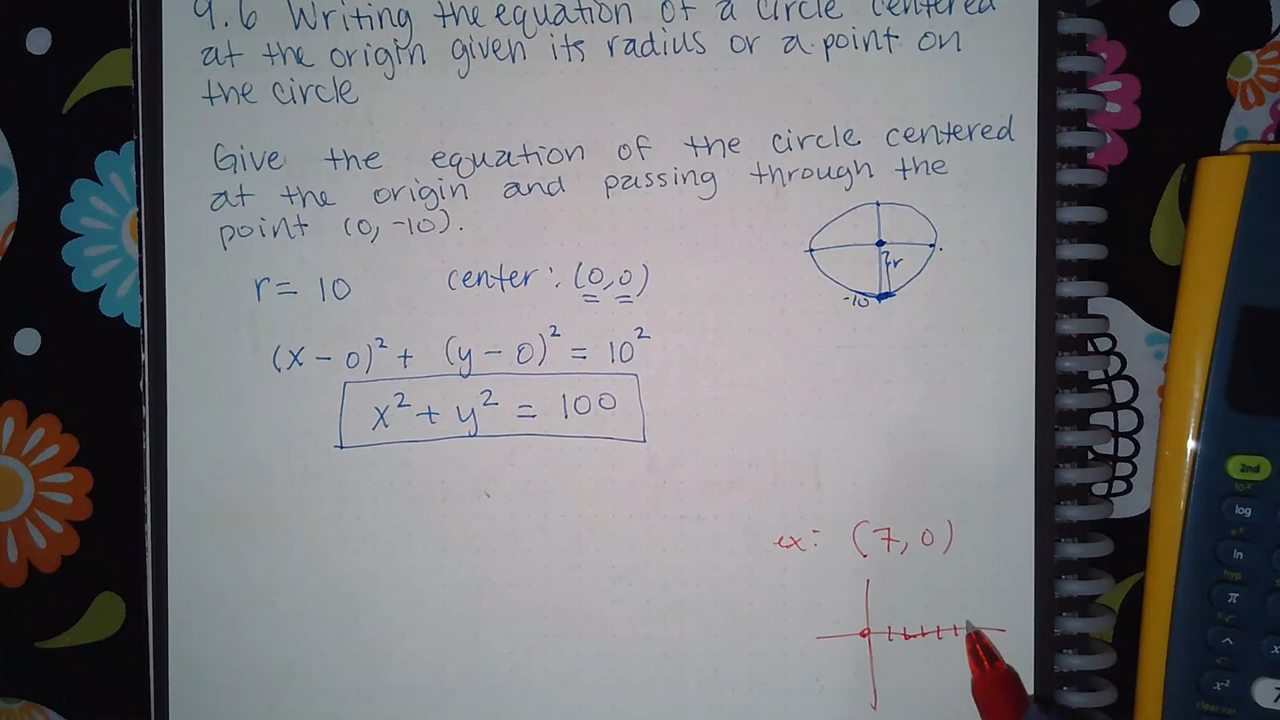 9.6 Writing the equation of a circle centered
at the origin given its radius or a point on
the circle
Give the equation of the circle centered
at the origin and passing through the
point (0, -10).
r = 10 center: (0,0)
r
-10
(x - 0)² + (y - 0)² = 10²
x² + y² = 100
ex: (7, 0)
2nd
log
ln
π
^
x²
7